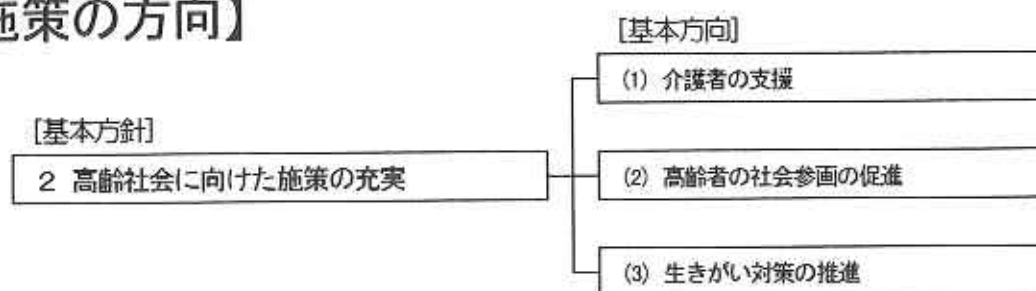 施策の方向】
[基本方向]
(1) 介護者の支援
[基本方針]
2 高齢社会に向けた施策の充実
(2) 高齢者の社会参画の促進
(3) 生きがい対策の推進